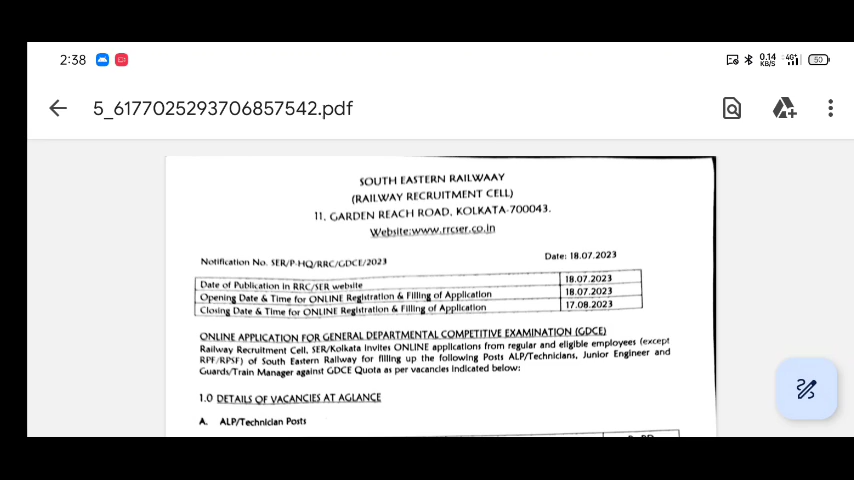 2:38
0.14 KB/S 4G+ 50
5_6177025293706857542.pdf
SOUTH EASTERN RAILWAAY
(RAILWAY RECRUITMENT CELL)
11, GARDEN REACH ROAD, KOLKATA-700043.
Website:www.rrcser.co.in
Notification No. SER/P-HQ/RRC/GDCE/2023 Date: 18.07.2023
Date of Publication in RRC/SER website 18.07.2023
Opening Date & Time for ONLINE Registration & Filling of Application 18.07.2023
Closing Date & Time for ONLINE Registration & Filling of Application 17.08.2023
ONLINE APPLICATION FOR GENERAL DEPARTMENTAL COMPETITIVE EXAMINATION (GDCE)
Railway Recruitment Cell, SER/Kolkata invites ONLINE applications from regular and eligible employees (except
RPF/RPSF) of South Eastern Railway for filling up the following Posts ALP/Technicians, Junior Engineer and
Guards/Train Manager against GDCE Quota as per vacancies indicated below:
1.0 DETAILS OF VACANCIES AT AGLANCE
A. ALP/Technician Posts